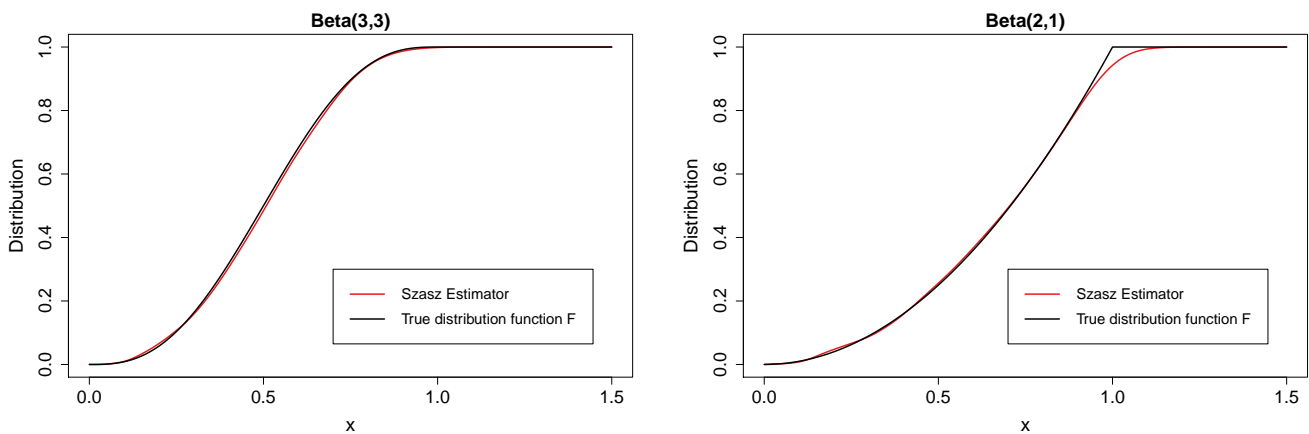 Beta(3,3)
Distribution
1.0
0.8
0.6
0.4
0.2
0.0
Szasz Estimator
True distribution function F
0.0 0.5 1.0 1.5
x
Beta(2,1)
Distribution
1.0
0.8
0.6
0.4
0.2
0.0
Szasz Estimator
True distribution function F
0.0 0.5 1.0 1.5
x